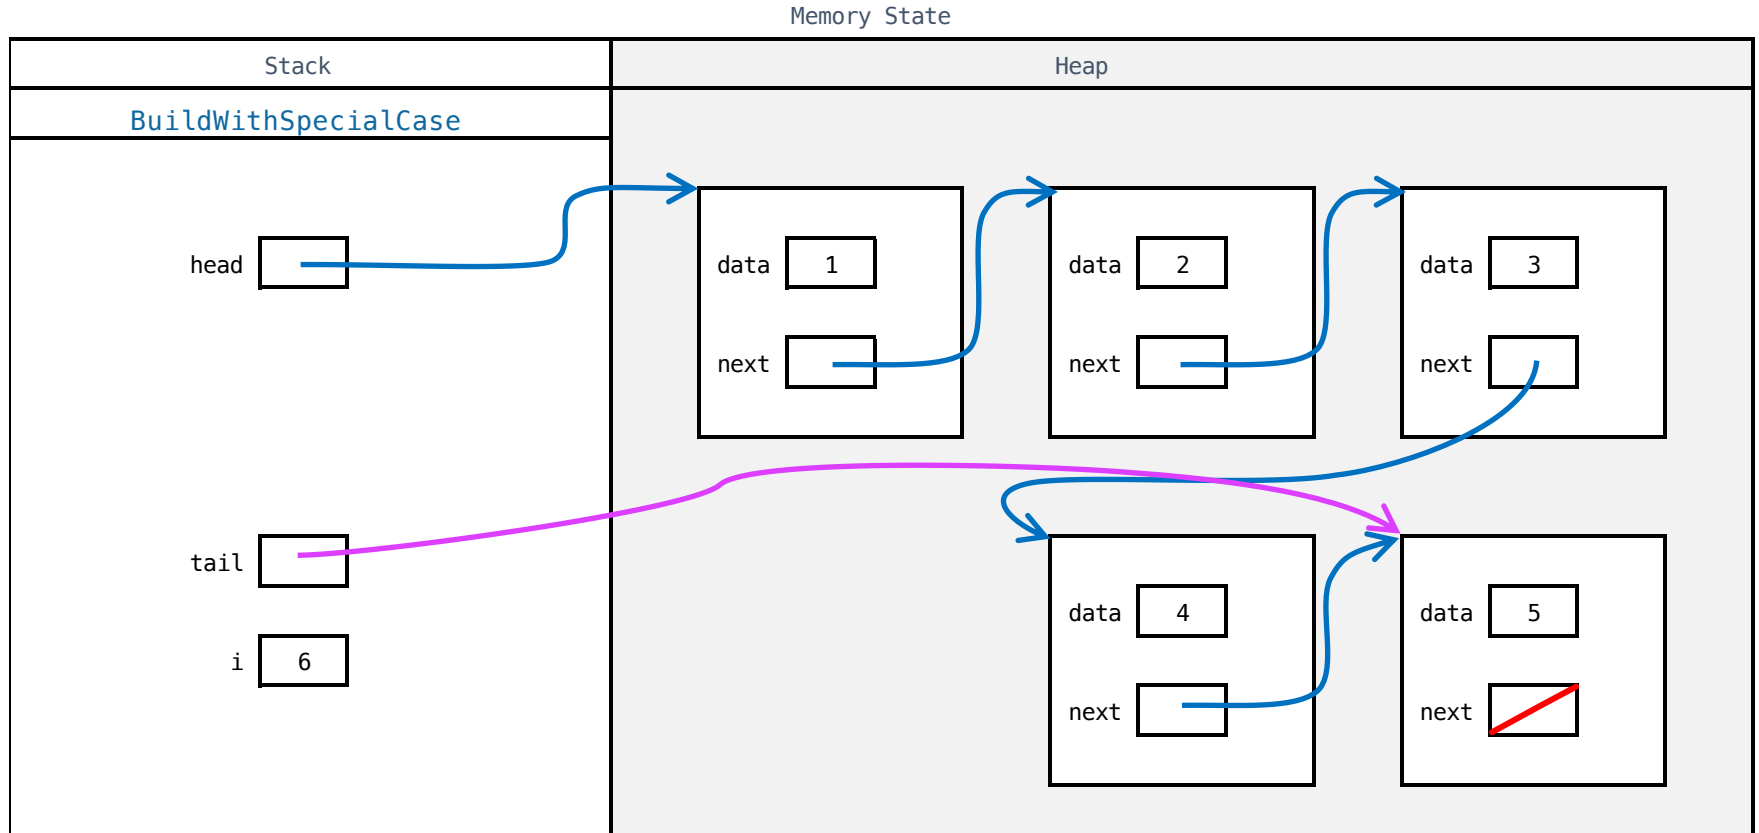 Memory State
Stack Heap
BuildWithSpecialCase
head data 1 data 2 data 3
next next next
tail
data 4 data 5
i 6
next next